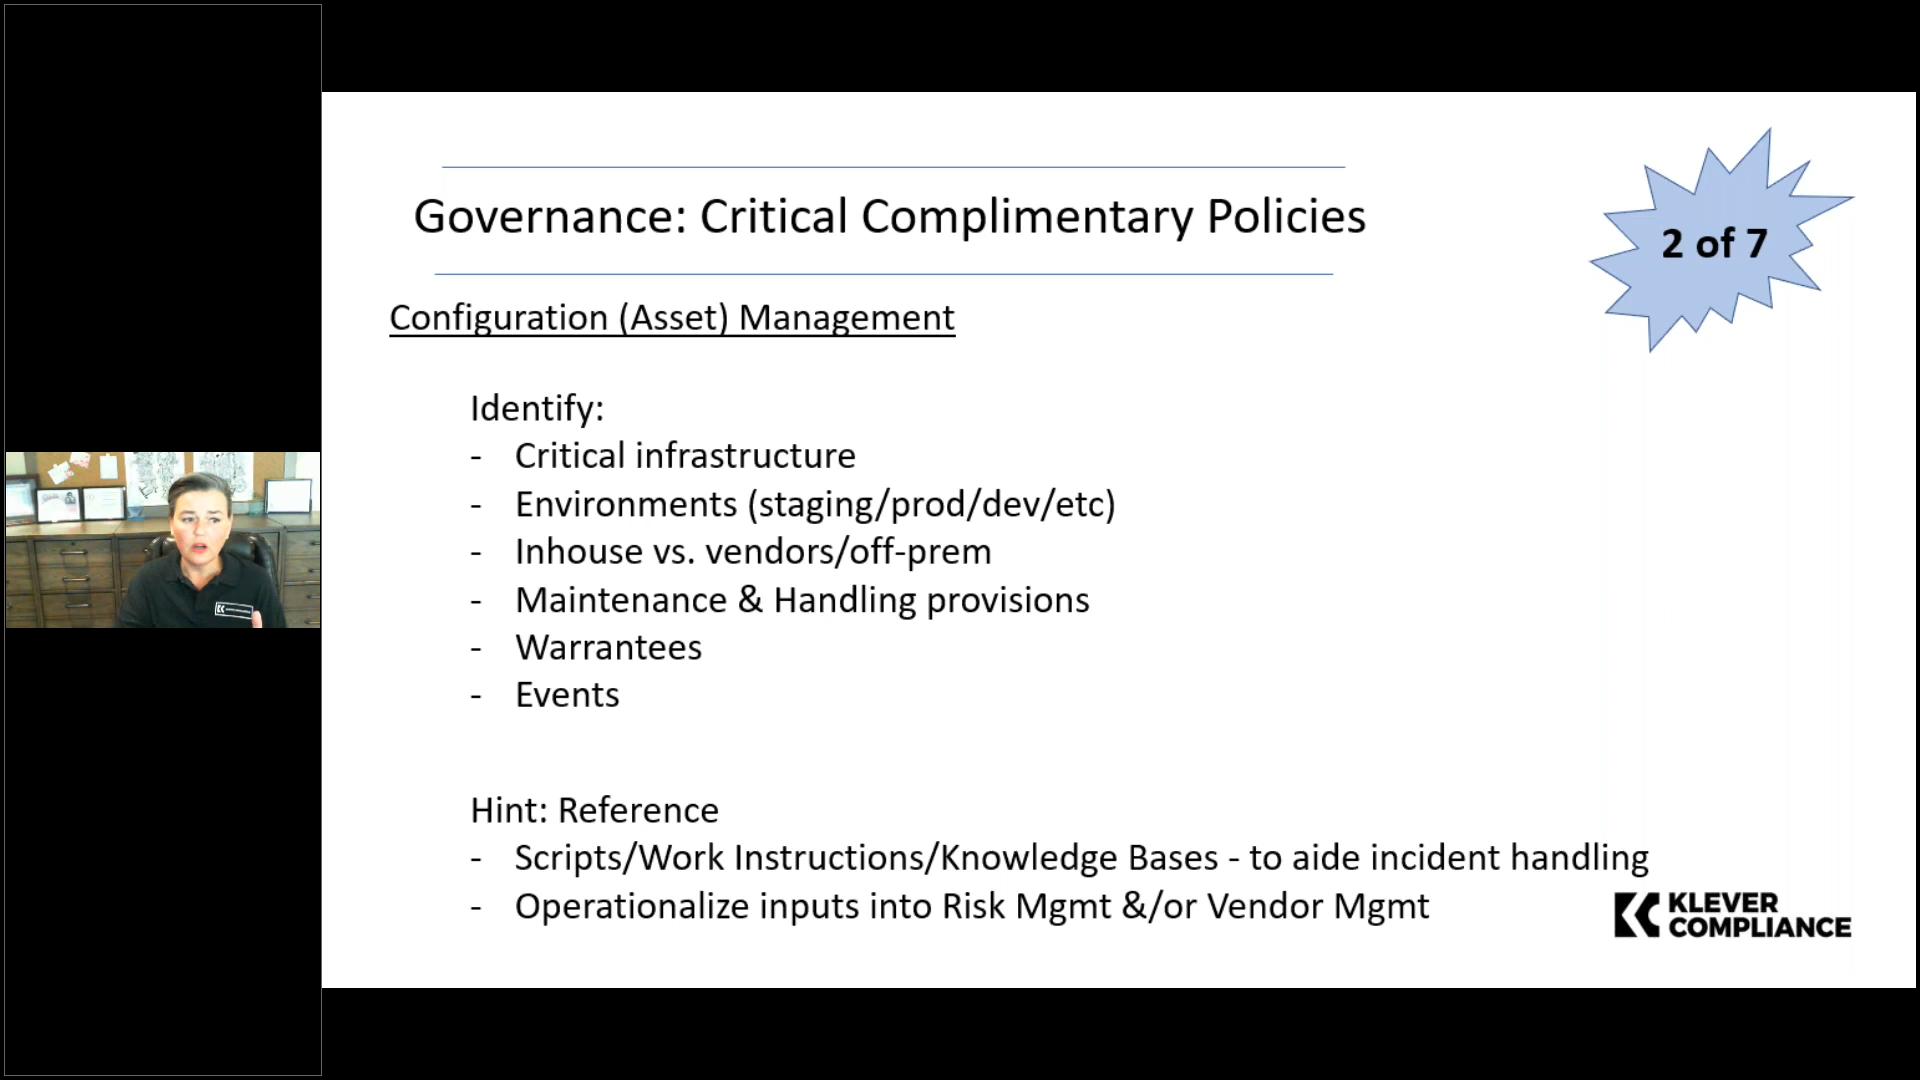 Governance: Critical Complimentary Policies
2 of 7
Configuration (Asset) Management
Identify:
- Critical infrastructure
- Environments (staging/prod/dev/etc)
- Inhouse vs. vendors/off-prem
- Maintenance & Handling provisions
- Warrantees
- Events
Hint: Reference
- Scripts/Work Instructions/Knowledge Bases - to aide incident handling
- Operationalize inputs into Risk Mgmt &/or Vendor Mgmt
KLEVER
COMPLIANCE